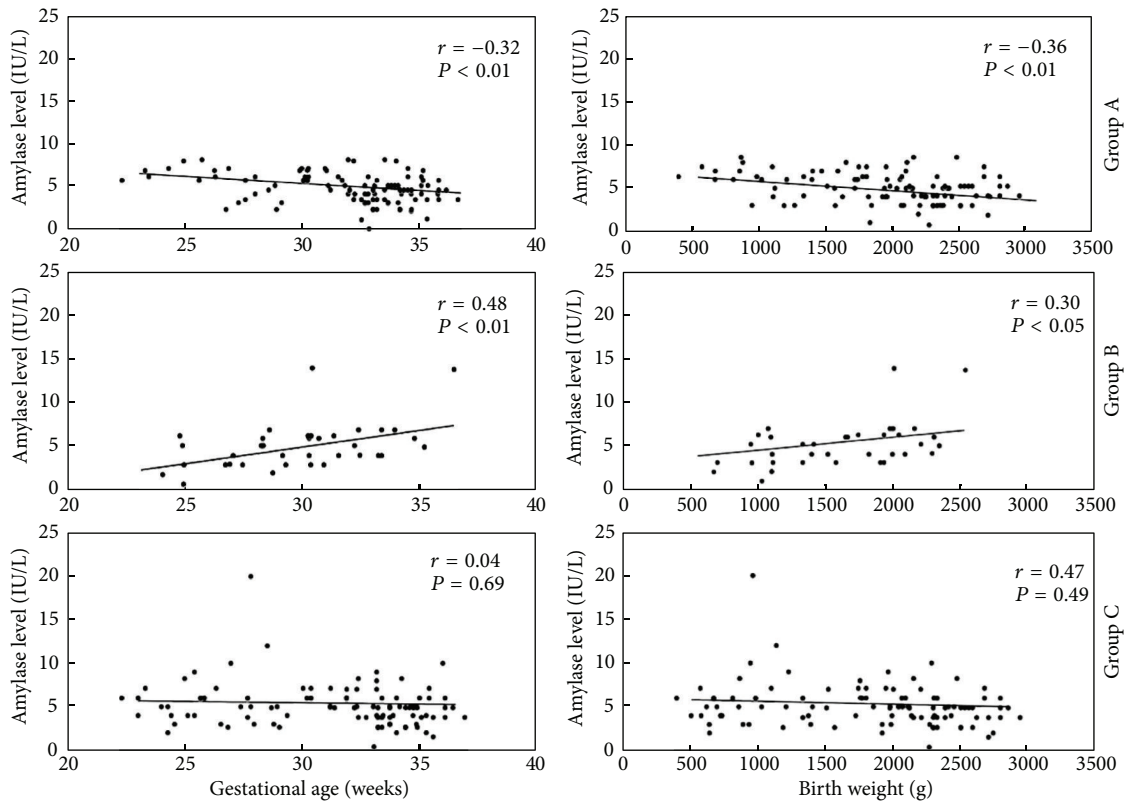 25
20
15
10
5
0
Amylase level (IU/L)
r = −0.32
P < 0.01
20 25 30 35 40
25
20
15
10
5
0
Amylase level (IU/L)
r = −0.36
P < 0.01
0 500 1000 1500 2000 2500 3000 3500
Group A
25
20
15
10
5
0
Amylase level (IU/L)
r = 0.48
P < 0.01
20 25 30 35 40
25
20
15
10
5
0
Amylase level (IU/L)
r = 0.30
P < 0.05
0 500 1000 1500 2000 2500 3000 3500
Group B
25
20
15
10
5
0
Amylase level (IU/L)
r = 0.04
P = 0.69
20 25 30 35 40
Gestational age (weeks)
25
20
15
10
5
0
Amylase level (IU/L)
r = 0.47
P = 0.49
0 500 1000 1500 2000 2500 3000 3500
Birth weight (g)
Group C